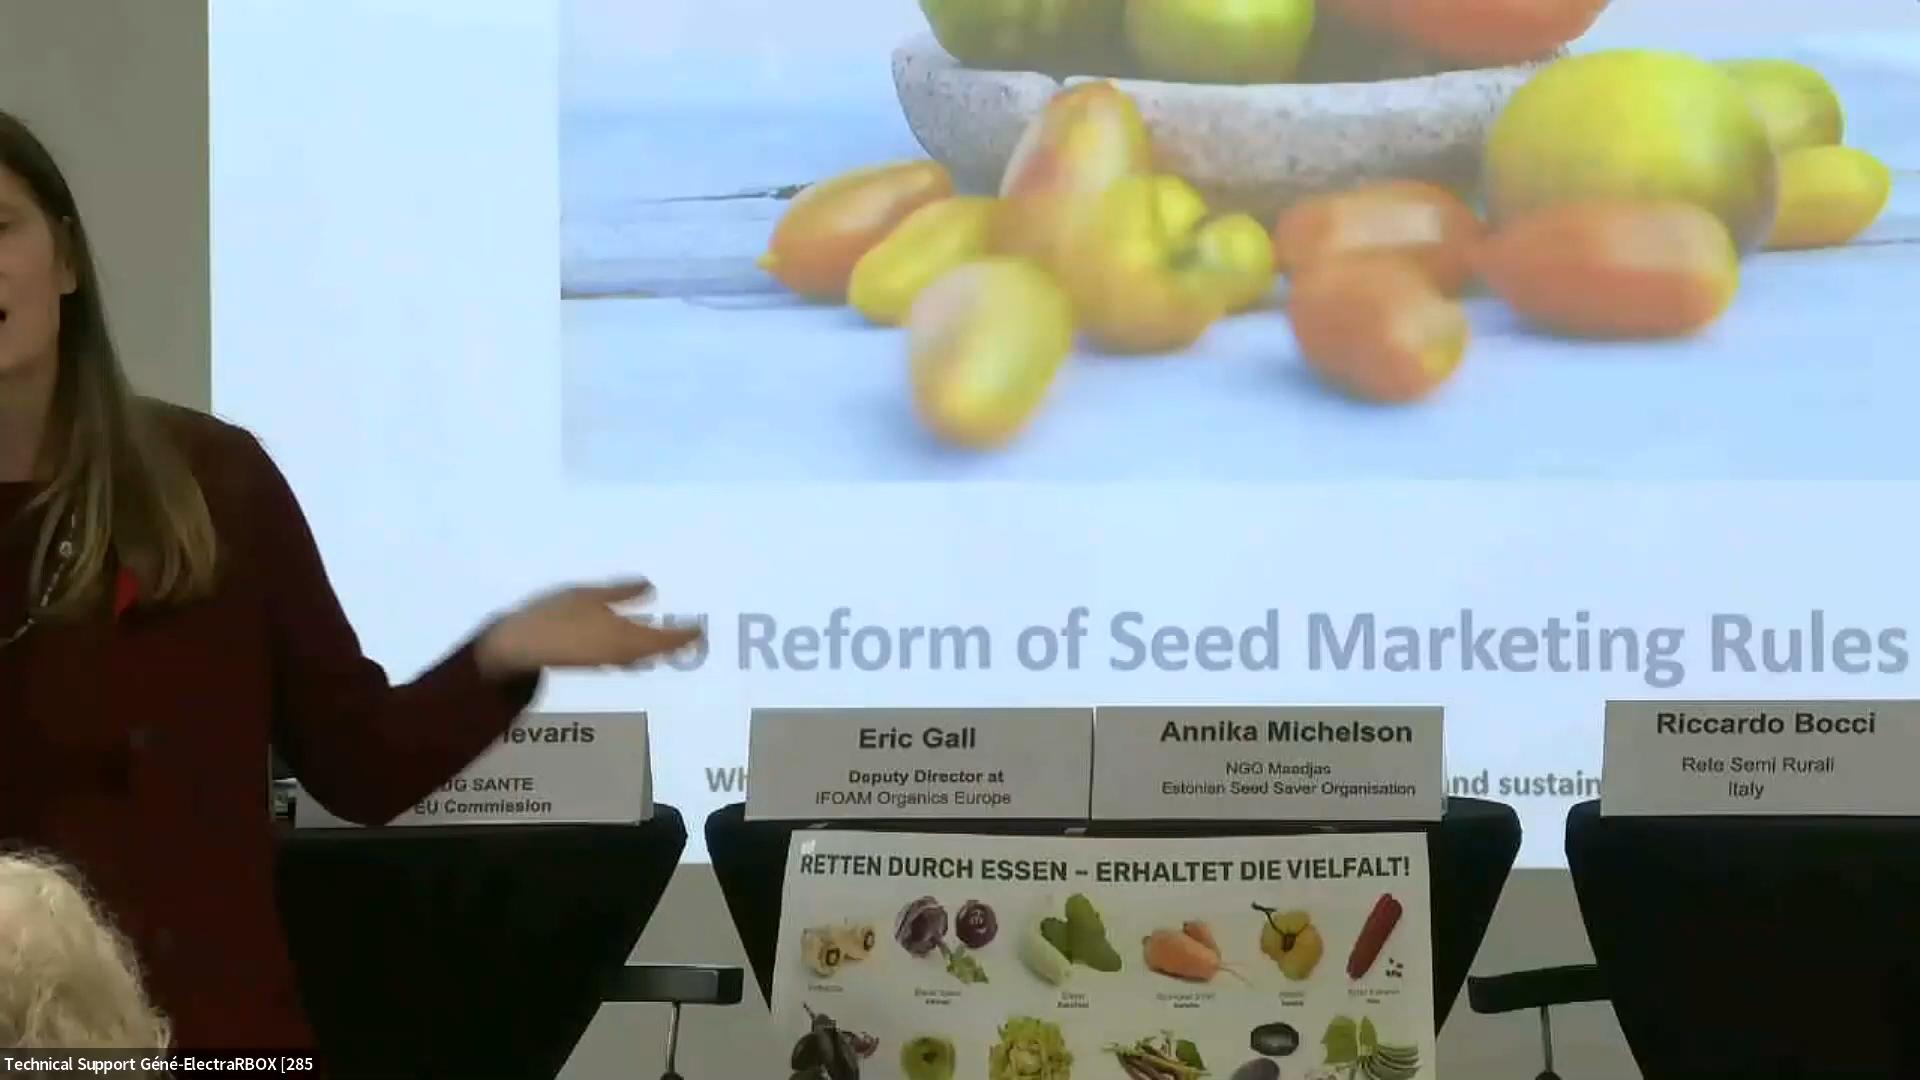 EU Reform of Seed Marketing Rules
and sustain
DG SANTE
EU Commission
Eric Gall
Deputy Director at
IFOAM Organics Europe
Annika Michelson
NGO Maadjas
Estonian Seed Saver Organisation
Riccardo Bocci
Rete Semi Rurali
Italy
RETTEN DURCH ESSEN – ERHALTET DIE VIELFALT!
Technical Support Géné-ElectraRBOX [285